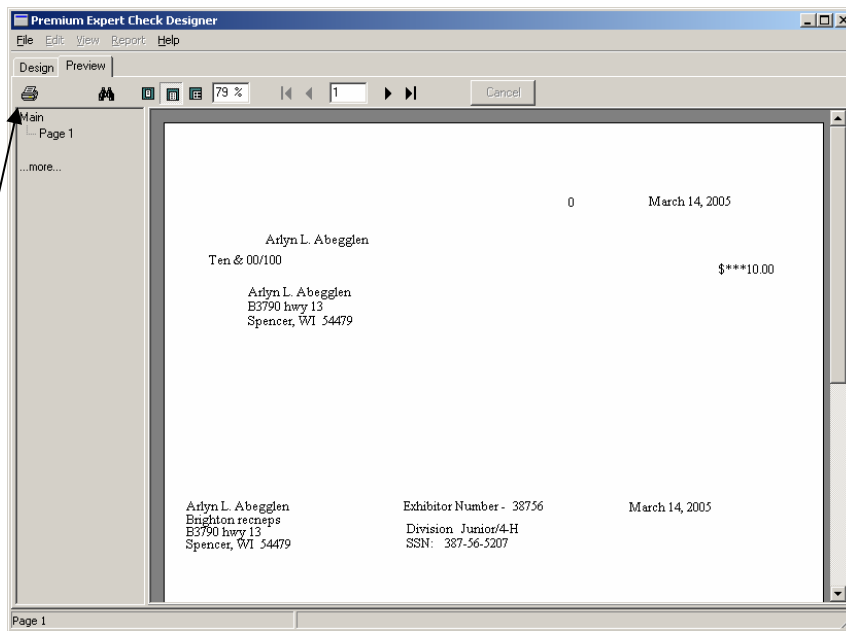 Premium Expert Check Designer
File Edit View Report Help
Design Preview
79 % 1 Cancel
Main
Page 1
...more...
0 March 14, 2005
Arlyn L. Abegglen
Ten & 00/100
$***10.00
Arlyn L. Abegglen
B3790 hwy 13
Spencer, WI 54479
Arlyn L. Abegglen Exhibitor Number - 38756 March 14, 2005
Brighton recneps
B3790 hwy 13 Division Junior/4-H
Spencer, WI 54479 SSN: 387-56-5207
Page 1